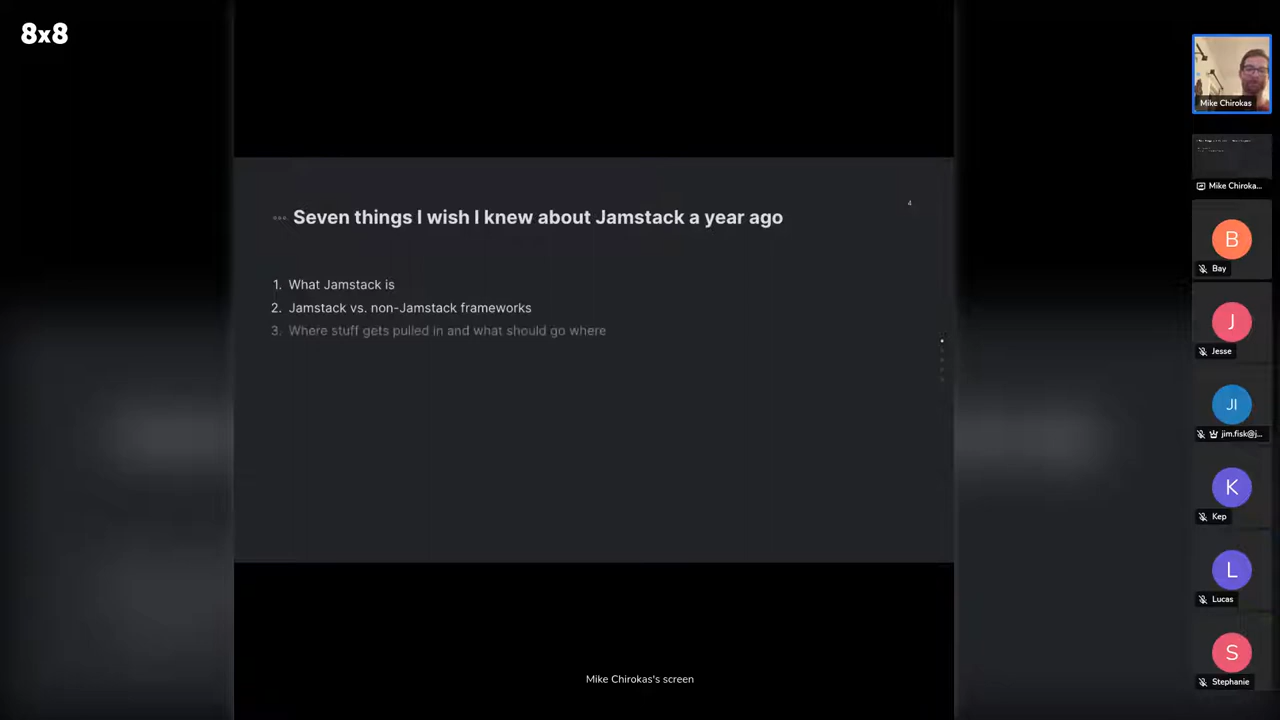 8x8
Seven things I wish I knew about Jamstack a year ago
4
1. What Jamstack is
2. Jamstack vs. non-Jamstack frameworks
3. Where stuff gets pulled in and what should go where
Mike Chirokas's screen
Mike Chirokas
Mike Chiroka...
B
Bay
J
Jesse
JI
jim.fisk@j...
K
Kep
L
Lucas
S
Stephanie